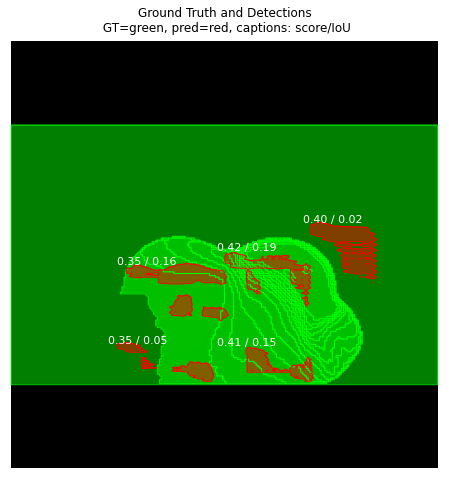 Ground Truth and Detections
GT=green, pred=red, captions: score/IoU
0.40 / 0.02
0.42 / 0.19
0.35 / 0.16
0.35 / 0.05
0.41 / 0.15